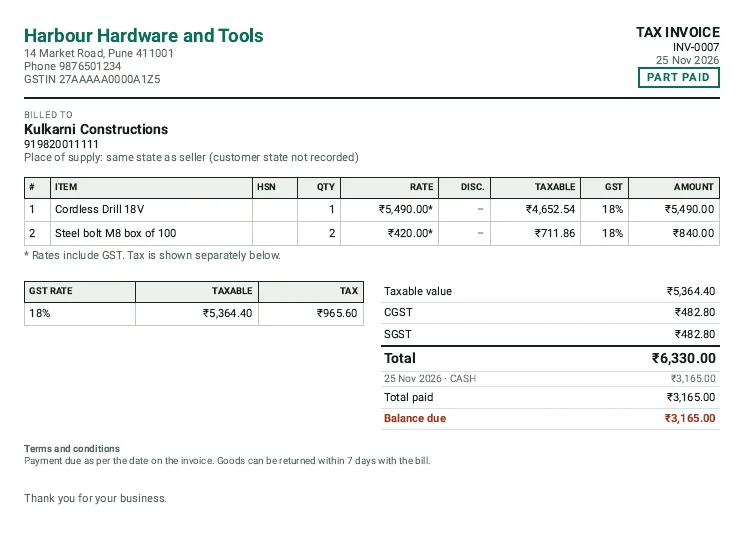 Harbour Hardware and Tools
14 Market Road, Pune 411001
Phone 9876501234
GSTIN 27AAAAA0000A1Z5
TAX INVOICE
INV-0007
25 Nov 2026
PART PAID
BILLED TO
Kulkarni Constructions
919820011111
Place of supply: same state as seller (customer state not recorded)
# ITEM HSN QTY RATE DISC. TAXABLE GST AMOUNT
1 Cordless Drill 18V 1 ₹5,490.00* – ₹4,652.54 18% ₹5,490.00
2 Steel bolt M8 box of 100 2 ₹420.00* – ₹711.86 18% ₹840.00
* Rates include GST. Tax is shown separately below.
GST RATE TAXABLE TAX
18% ₹5,364.40 ₹965.60
Taxable value ₹5,364.40
CGST ₹482.80
SGST ₹482.80
Total ₹6,330.00
25 Nov 2026 · CASH ₹3,165.00
Total paid ₹3,165.00
Balance due ₹3,165.00
Terms and conditions
Payment due as per the date on the invoice. Goods can be returned within 7 days with the bill.
Thank you for your business.